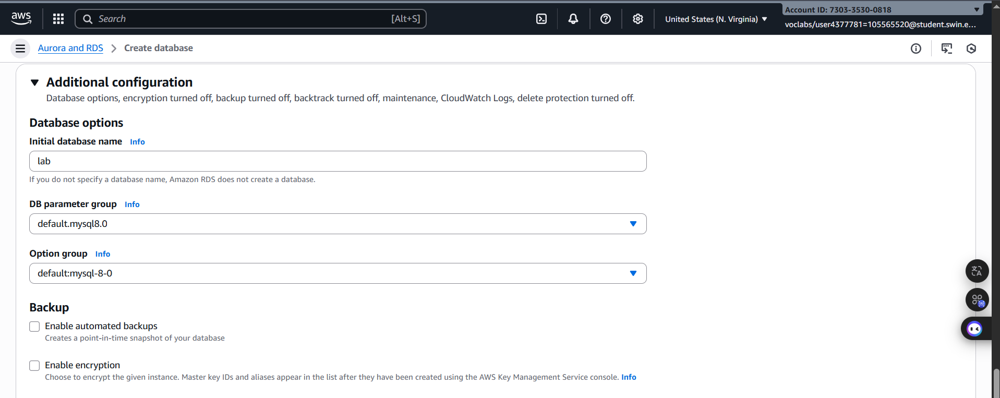 aws
Search
[Alt+S]
United States (N. Virginia)
Account ID: 7303-3530-0818
voclabs/user4377781=105565520@student.swin.e...
Aurora and RDS
Create database
Additional configuration
Database options, encryption turned off, backup turned off, backtrack turned off, maintenance, CloudWatch Logs, delete protection turned off.
Database options
Initial database name Info
lab
If you do not specify a database name, Amazon RDS does not create a database.
DB parameter group Info
default.mysql8.0
Option group Info
default:mysql-8-0
Backup
Enable automated backups
Creates a point-in-time snapshot of your database
Enable encryption
Choose to encrypt the given instance. Master key IDs and aliases appear in the list after they have been created using the AWS Key Management Service console. Info